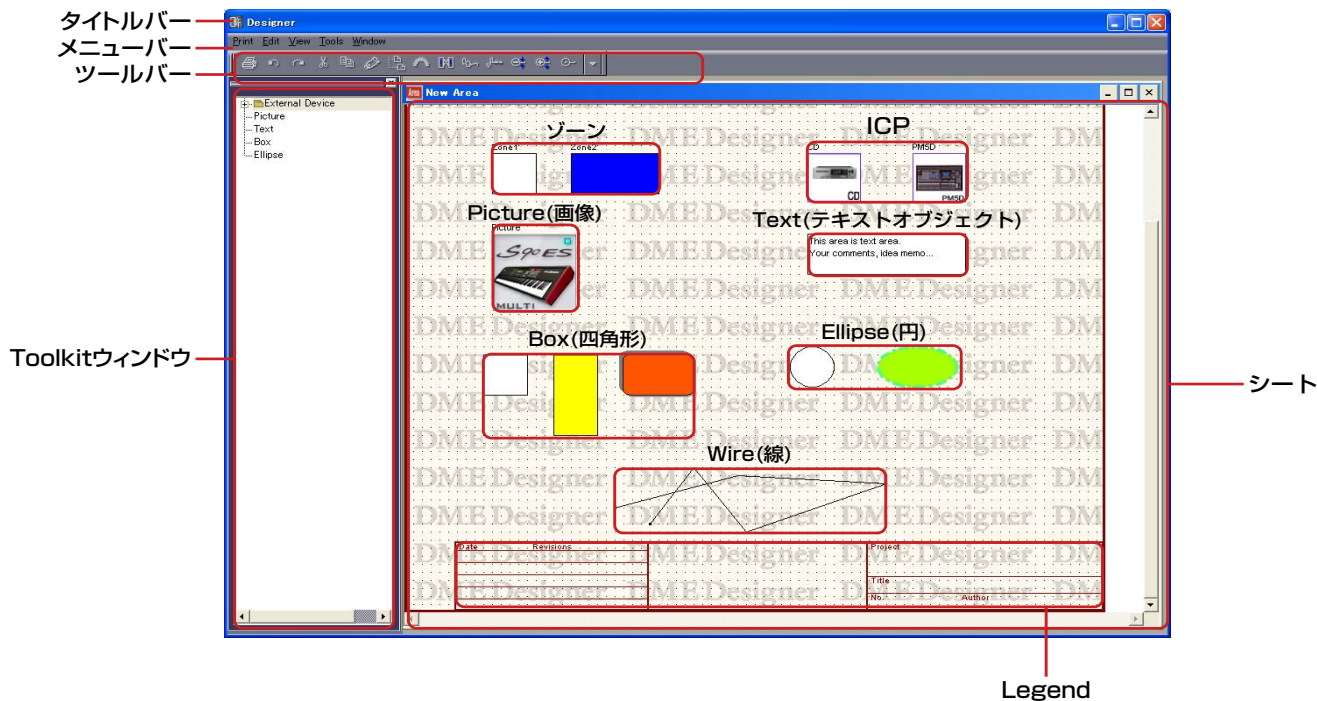 タイトルバー
Designer
メニューバー
Print Edit View Tools Window
ツールバー
External Device
Picture
Text
Box
Ellipse
New Area
DME Designer
ゾーン
Zone1 Zone2
ICP
CD PM5D
CD
PM5D
Picture(画像)
Picture
S90ES
MULTI
Text(テキストオブジェクト)
This area is text area.
Your comments, idea memo...
Box(四角形)
Ellipse(円)
Toolkitウィンドウ
シート
Wire(線)
Date Revisions
Project
Title
No. Author
Legend